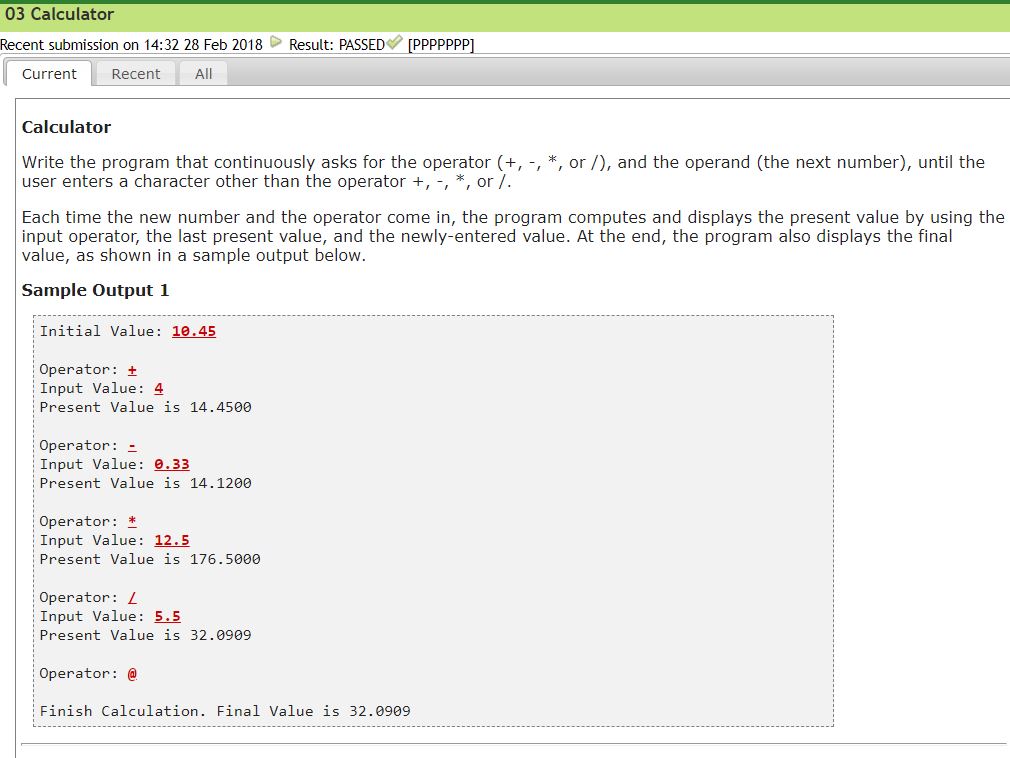 03 Calculator
Recent submission on 14:32 28 Feb 2018 Result: PASSED [PPPPPPP]
Current Recent All
Calculator
Write the program that continuously asks for the operator (+, -, *, or /), and the operand (the next number), until the
user enters a character other than the operator +, -, *, or /.
Each time the new number and the operator come in, the program computes and displays the present value by using the
input operator, the last present value, and the newly-entered value. At the end, the program also displays the final
value, as shown in a sample output below.
Sample Output 1
Initial Value: 10.45
Operator: +
Input Value: 4
Present Value is 14.4500
Operator: -
Input Value: 0.33
Present Value is 14.1200
Operator: *
Input Value: 12.5
Present Value is 176.5000
Operator: /
Input Value: 5.5
Present Value is 32.0909
Operator: @
Finish Calculation. Final Value is 32.0909